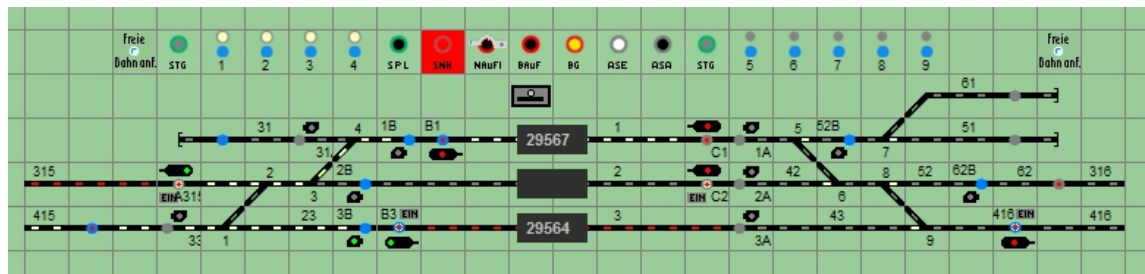 Freie Freie
Dahn anf. STG 1 2 3 4 SPL SNH NAuFI BAuF BG ASE ASA STG 5 6 7 8 9 Dahn anf.
61
31 4 1B B1 29567 1 5 52B 51
31 C1 1A 7
315 2 2B 2 42 8 52 62B 62 316
EIN A315 3 EIN C2 2A 6
415 23 3B B3 EIN 29564 3 43 416 EIN 416
33 1 3A 9